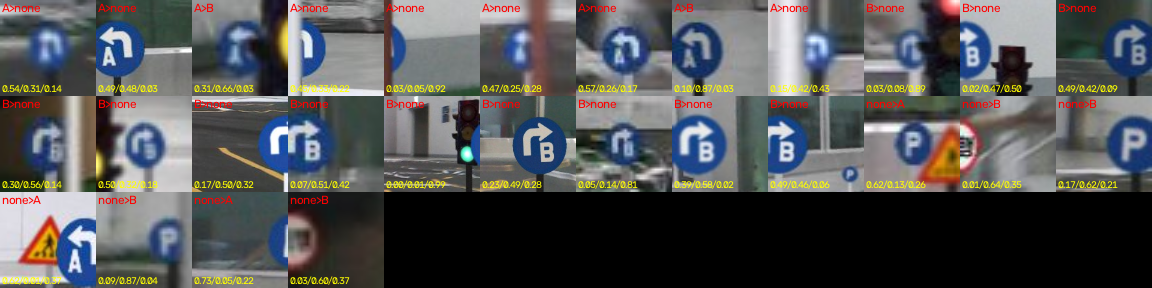 A>none A>none A>B A>none A>none A>none A>none A>B A>none B>none B>none B>none
A A A A A A B B
0.54/0.31/0.14 0.49/0.48/0.03 0.31/0.66/0.03 0.03/0.05/0.92 0.47/0.25/0.28 0.57/0.26/0.17 0.10/0.87/0.03 0.03/0.08/0.89 0.02/0.47/0.50 0.49/0.42/0.09
B>none B>none B>none B>none B>none B>none B>none B>none B>none none>A none>B none>B
B B B B B B P P
P
0.30/0.56/0.14 0.17/0.50/0.32 0.07/0.51/0.42 0.00/0.01/0.99 0.23/0.49/0.28 0.05/0.14/0.81 0.39/0.58/0.02 0.49/0.46/0.06 0.62/0.13/0.26 0.01/0.64/0.35 0.17/0.62/0.21
none>A none>B none>A none>B
A P
0.09/0.87/0.04 0.73/0.05/0.22 0.03/0.60/0.37